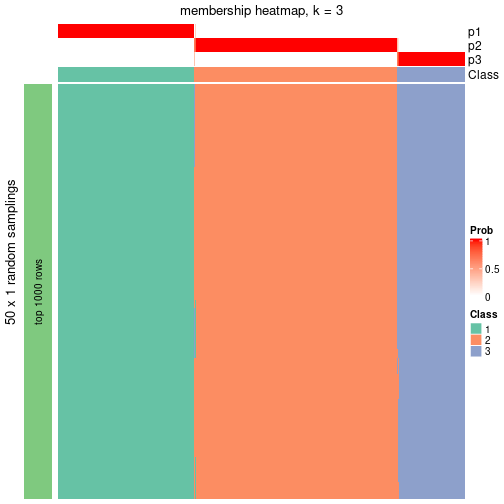 membership heatmap, k = 3
p1
p2
p3
Class
50 x 1 random samplings
top 1000 rows
Prob
1
0.5
0
Class
1
2
3